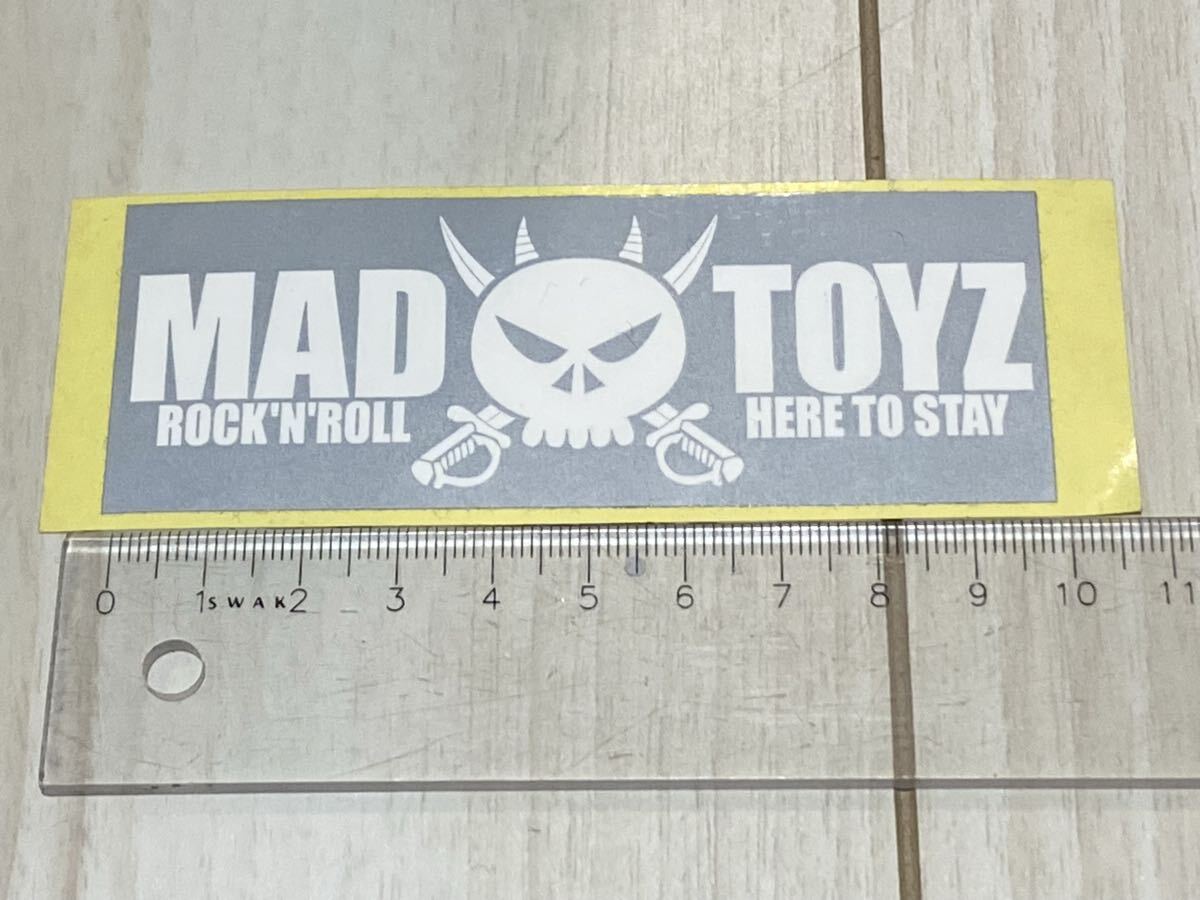 MAD TOYZ
ROCK'N'ROLL HERE TO STAY
0 1 2 3 4 5 6 7 8 9 10 11
SWAK